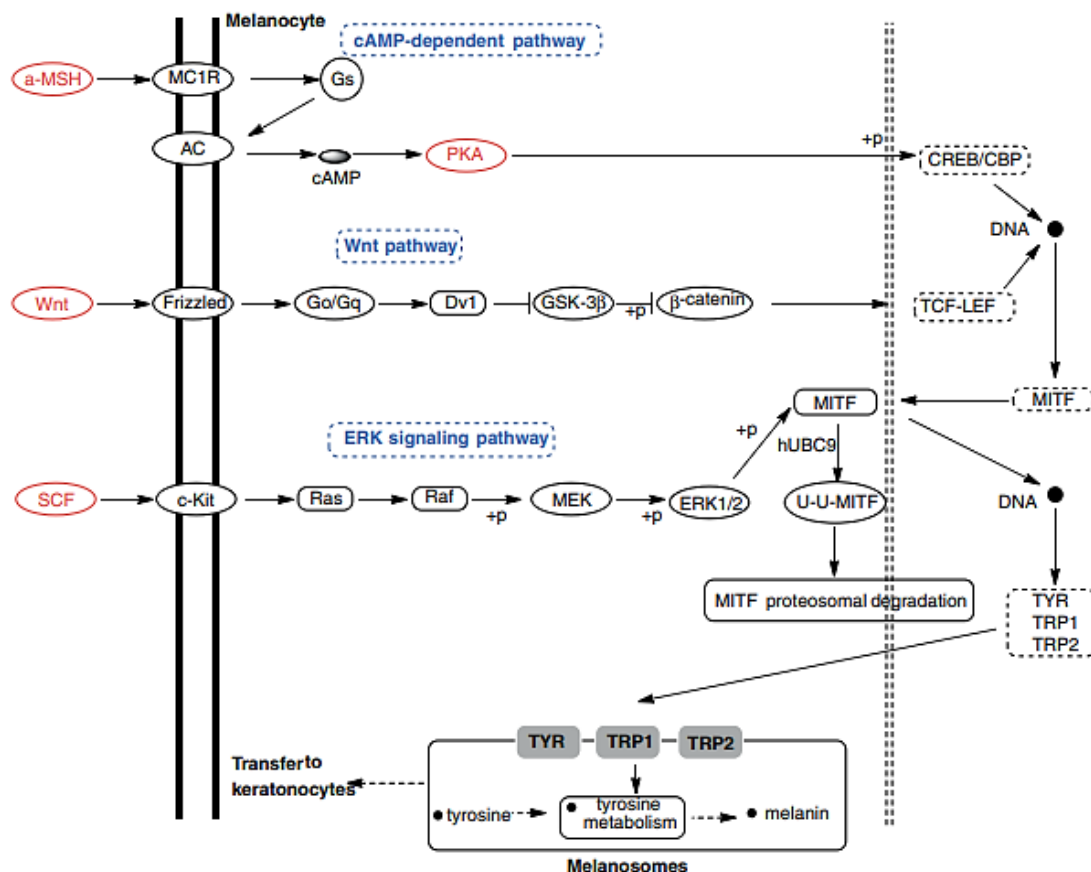 Melanocyte
cAMP-dependent pathway
a-MSH
MC1R
Gs
AC
cAMP
PKA
+p
CREB/CBP
DNA
Wnt pathway
Wnt
Frizzled
Go/Gq
Dv1
GSK-3β
+p
β-catenin
TCF-LEF
MITF
MITF
ERK signaling pathway
+p
hUBC9
SCF
c-Kit
Ras
Raf
+p
MEK
+p
ERK1/2
U-U-MITF
DNA
MITF proteosomal degradation
TYR
TRP1
TRP2
TYR
TRP1
TRP2
Transfer to
keratonocytes
tyrosine
tyrosine
metabolism
melanin
Melanosomes